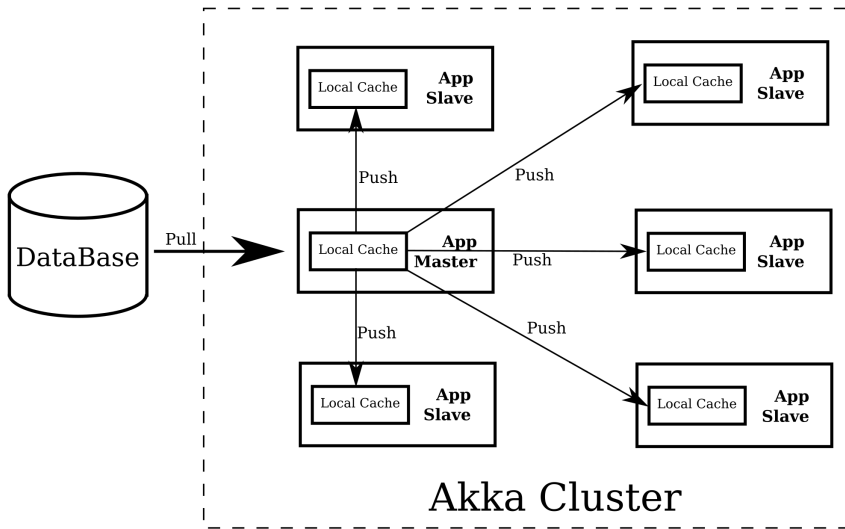 Local Cache
App
Slave
Local Cache
App
Slave
Push
Push
DataBase
Pull
Local Cache
App
Master
Push
Local Cache
App
Slave
Push
Push
Local Cache
App
Slave
Local Cache
App
Slave
Akka Cluster